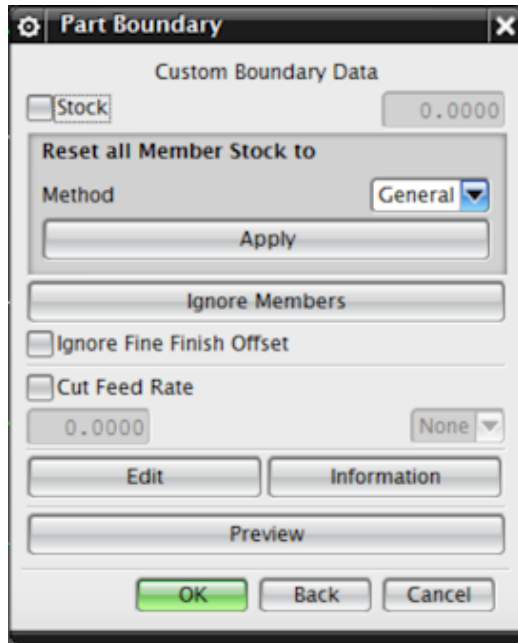 Part Boundary
Custom Boundary Data
Stock 0.0000
Reset all Member Stock to
Method General
Apply
Ignore Members
Ignore Fine Finish Offset
Cut Feed Rate
0.0000 None
Edit Information
Preview
OK Back Cancel